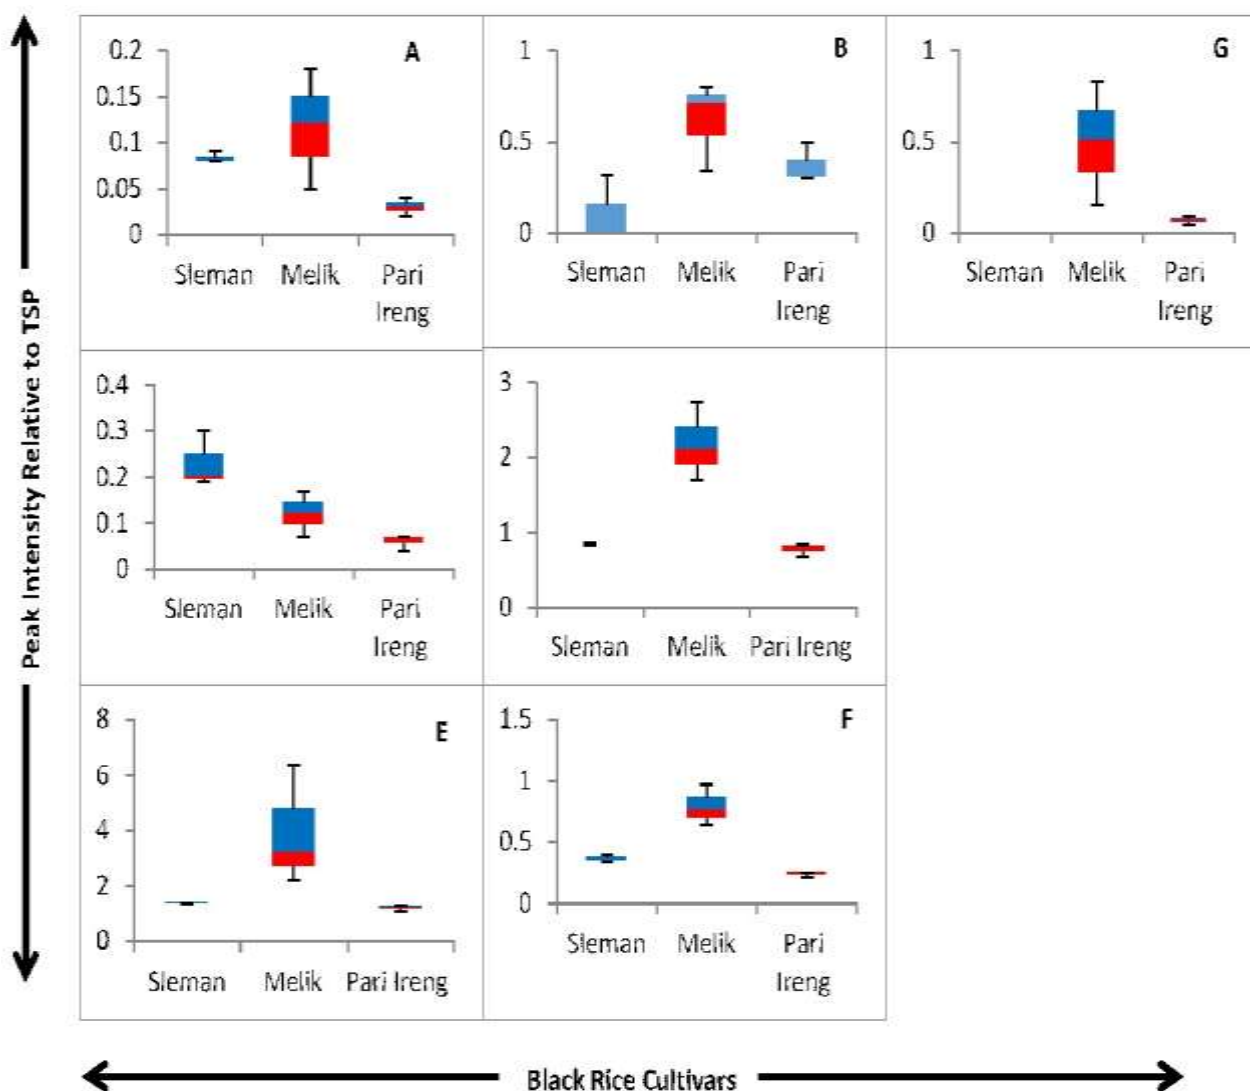 Peak Intensity Relative to TSP
A
0.2
0.15
0.1
0.05
0
Sleman Melik Pari
Ireng
B
1
0.5
0
Sleman Melik Pari
Ireng
G
1
0.5
0
Sleman Melik Pari
Ireng
0.4
0.3
0.2
0.1
0
Sleman Melik Pari
Ireng
3
2
1
0
Sleman Melik Pari Ireng
E
8
6
4
2
0
Sleman Melik Pari Ireng
F
1.5
1
0.5
0
Sleman Melik Pari
Ireng
Black Rice Cultivars